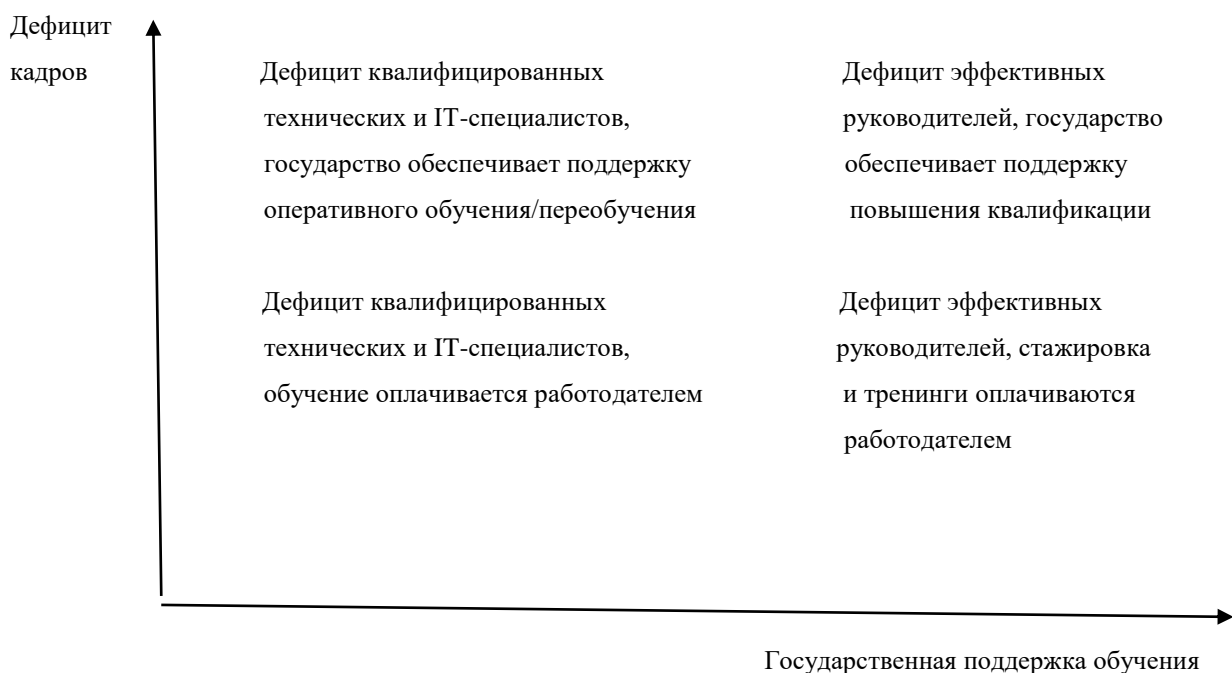 Дефицит
кадров
Дефицит квалифицированных
технических и IT-специалистов,
государство обеспечивает поддержку
оперативного обучения/переобучения
Дефицит эффективных
руководителей, государство
обеспечивает поддержку
повышения квалификации
Дефицит квалифицированных
технических и IT-специалистов,
обучение оплачивается работодателем
Дефицит эффективных
руководителей, стажировка
и тренинги оплачиваются
работодателем
Государственная поддержка обучения